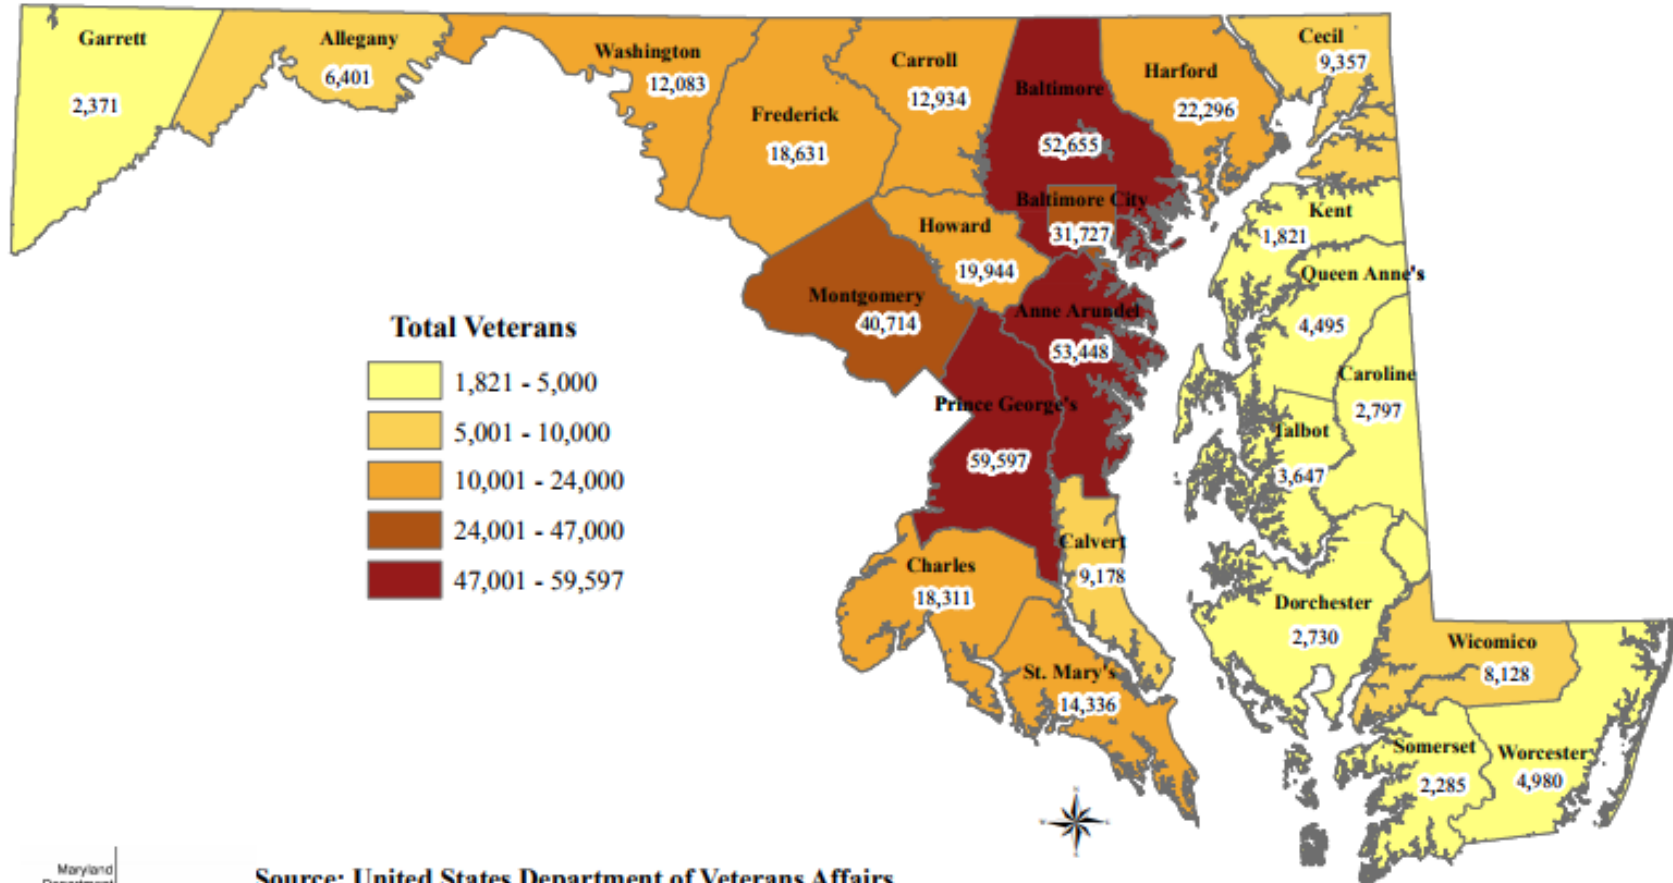 Garrett
2,371
Allegany
6,401
Washington
12,083
Frederick
18,631
Carroll
12,934
Baltimore
52,655
Harford
22,296
Cecil
9,357
Baltimore City
31,727
Howard
19,944
Montgomery
40,714
Anne Arundel
53,448
Prince George's
59,597
Kent
1,821
Queen Anne's
4,495
Caroline
2,797
Talbot
3,647
Calvert
9,178
Charles
18,311
St. Mary's
14,336
Dorchester
2,730
Wicomico
8,128
Somerset
2,285
Worcester
4,980
Total Veterans
1,821 - 5,000
5,001 - 10,000
10,001 - 24,000
24,001 - 47,000
47,001 - 59,597
Maryland
Department
Source: United States Department of Veterans Affairs